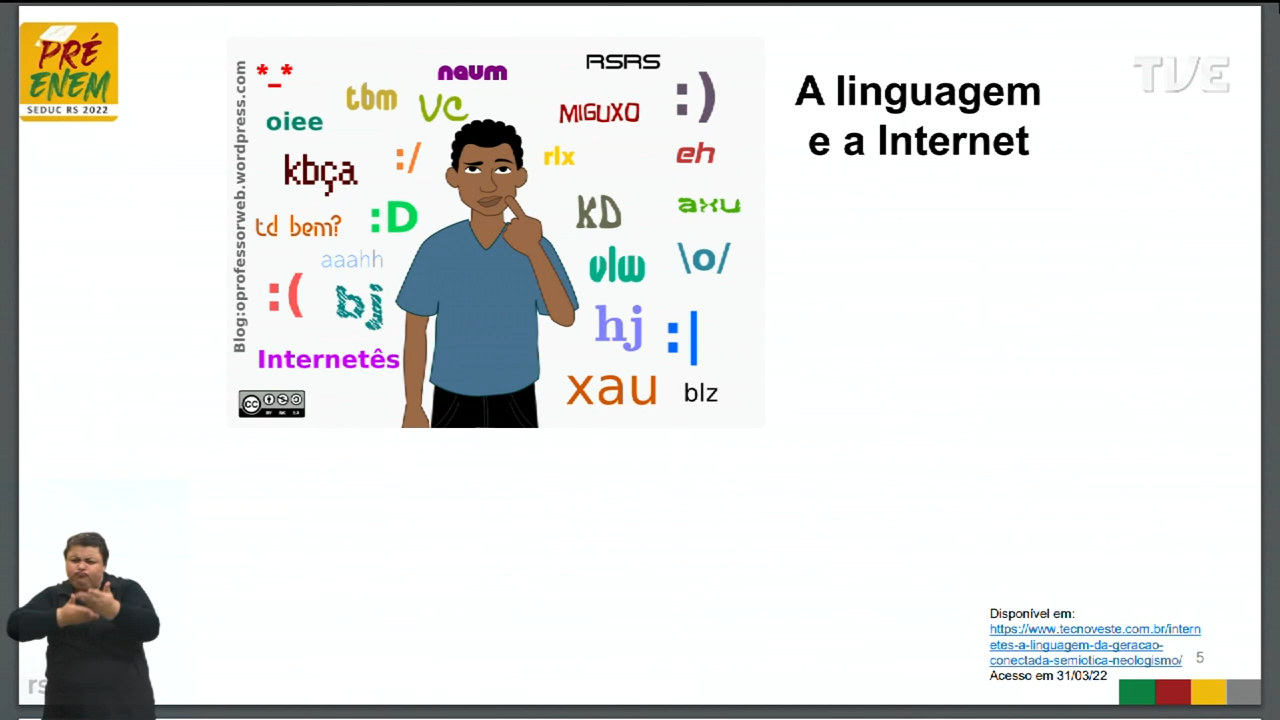 PRÉ
ENEM
SEDUC RS 2022
TVE
A linguagem
e a Internet
Blog:oprofessorweb.wordpress.com
*_*
naum
RSRS
tbm
vc
MIGUXO
:)
oiee
kbça
:/
rlx
eh
td bem?
:D
KD
axu
aaahh
vlw
\o/
:(
bj
hj
:|
Internetês
xau
blz
cc
Disponível em:
https://www.tecnoveste.com.br/intern
etes-a-linguagem-da-geracao-
conectada-semiotica-neologismo/
Acesso em 31/03/22
5